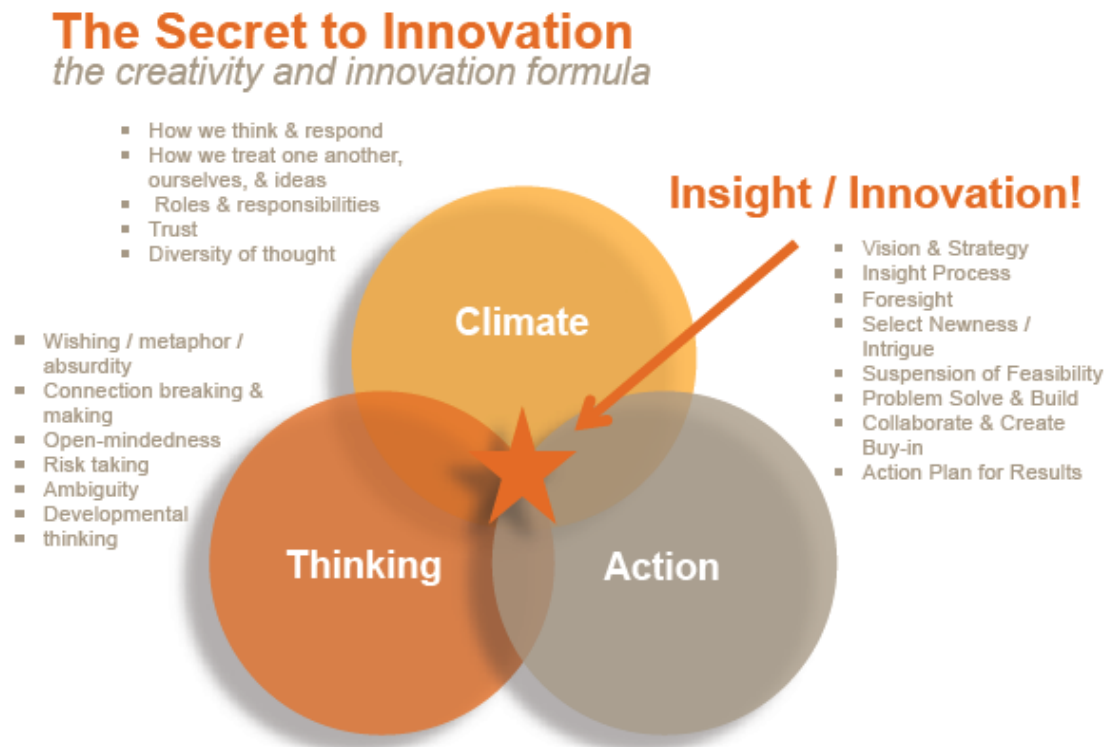 The Secret to Innovation
the creativity and innovation formula
▪ How we think & respond
▪ How we treat one another,
ourselves, & ideas
▪ Roles & responsibilities
▪ Trust
▪ Diversity of thought
Insight / Innovation!
▪ Vision & Strategy
▪ Insight Process
▪ Foresight
▪ Select Newness /
Intrigue
▪ Suspension of Feasibility
▪ Problem Solve & Build
▪ Collaborate & Create
Buy-in
▪ Action Plan for Results
Climate
▪ Wishing / metaphor /
absurdity
▪ Connection breaking &
making
▪ Open-mindedness
▪ Risk taking
▪ Ambiguity
▪ Developmental
▪ thinking
Thinking
Action